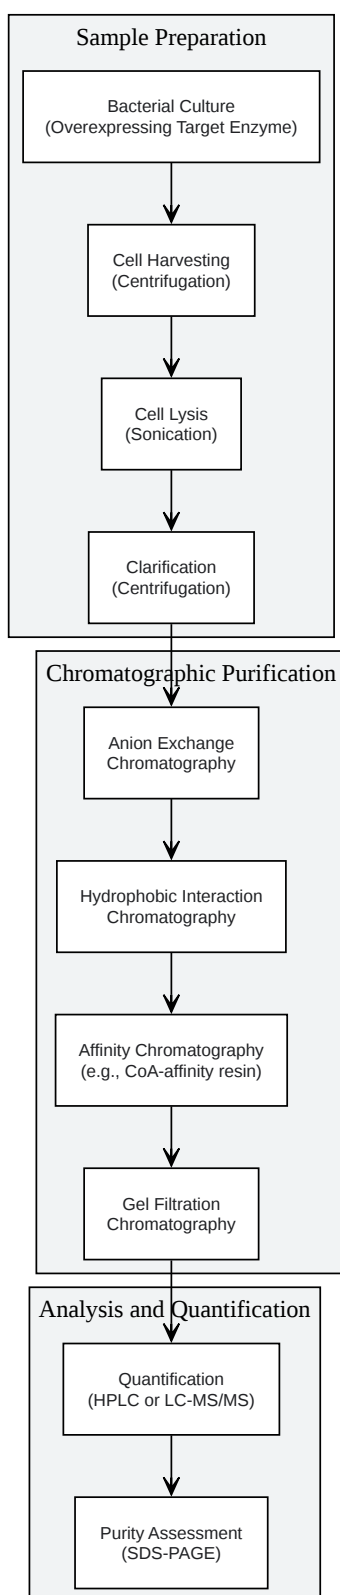 Sample Preparation
Bacterial Culture
(Overexpressing Target Enzyme)
Cell Harvesting
(Centrifugation)
Cell Lysis
(Sonication)
Clarification
(Centrifugation)
Chromatographic Purification
Anion Exchange
Chromatography
Hydrophobic Interaction
Chromatography
Affinity Chromatography
(e.g., CoA-affinity resin)
Gel Filtration
Chromatography
Analysis and Quantification
Quantification
(HPLC or LC-MS/MS)
Purity Assessment
(SDS-PAGE)